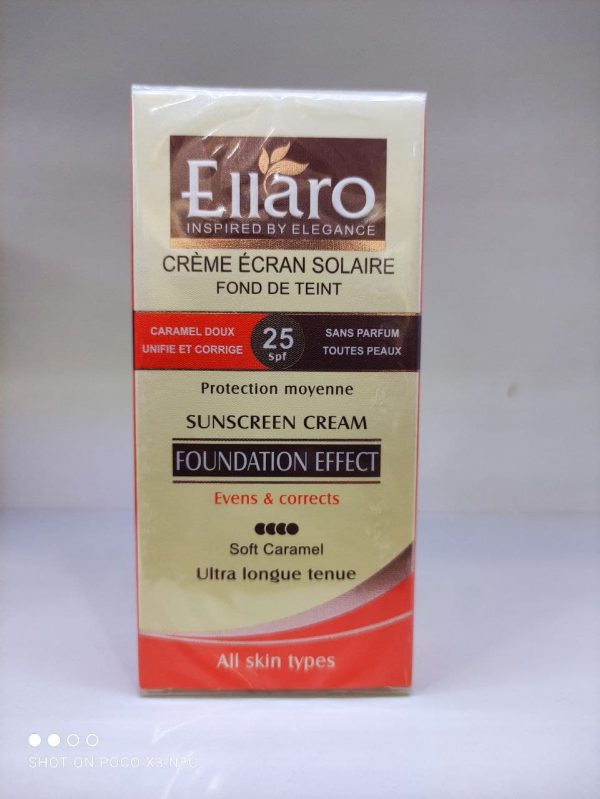 Ellaro
INSPIRED BY ELEGANCE
CRÈME ÉCRAN SOLAIRE
FOND DE TEINT
CARAMEL DOUX
UNIFIE ET CORRIGE
25
spf
SANS PARFUM
TOUTES PEAUX
Protection moyenne
SUNSCREEN CREAM
FOUNDATION EFFECT
Evens & corrects
Soft Caramel
Ultra longue tenue
All skin types
SHOT ON POCO X3 NFC